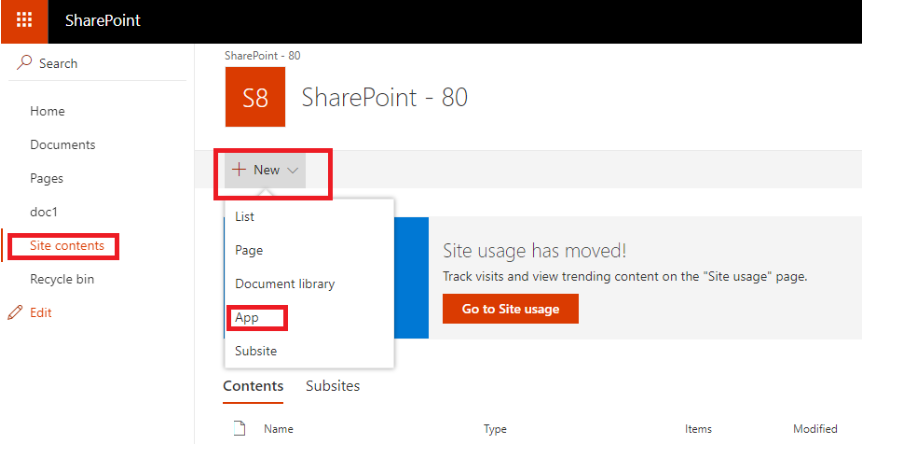 SharePoint
Search
Home
Documents
Pages
doc1
Site contents
Recycle bin
Edit
SharePoint - 80
S8 SharePoint - 80
New
List
Page
Document library
App
Subsite
Site usage has moved!
Track visits and view trending content on the "Site usage" page.
Go to Site usage
Contents Subsites
Name Type Items Modified